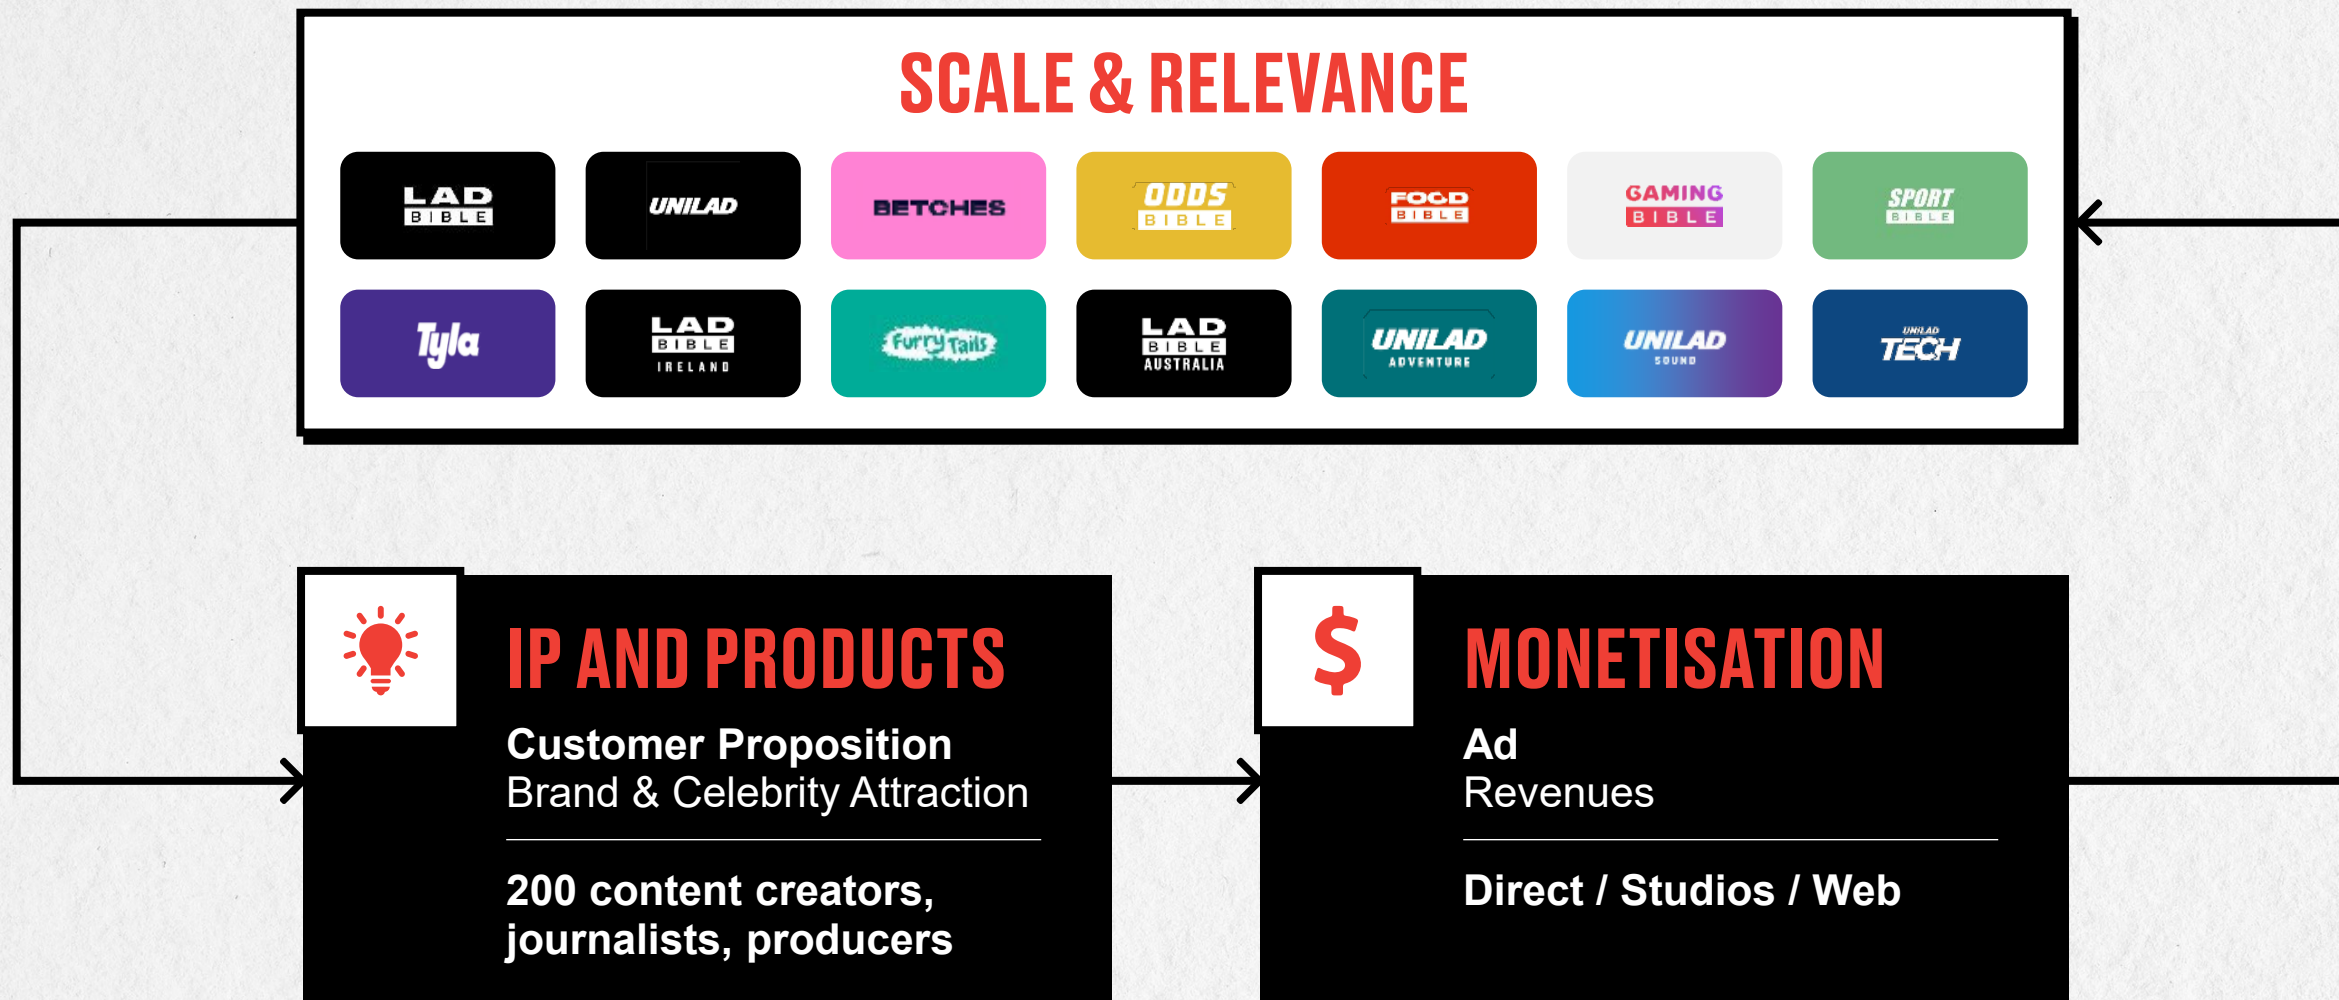 SCALE & RELEVANCE
LAD
BIBLE
UNILAD
BETCHES
ODDS
BIBLE
FOOD
BIBLE
GAMING
BIBLE
SPORT
BIBLE
Tyla
LAD
BIBLE
IRELAND
Furry Tails
LAD
BIBLE
AUSTRALIA
UNILAD
ADVENTURE
UNILAD
SOUND
UNILAD
TECH
IP AND PRODUCTS
Customer Proposition
Brand & Celebrity Attraction
200 content creators,
journalists, producers
$
MONETISATION
Ad
Revenues
Direct / Studios / Web